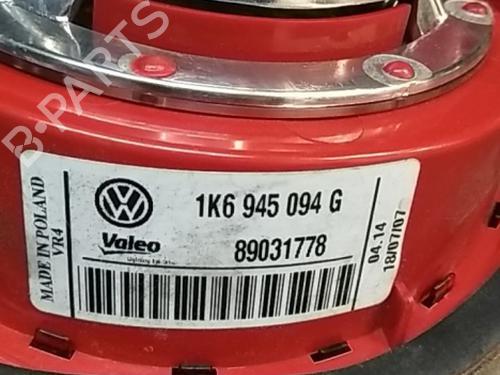 MADE IN POLAND
VR4
1K6 945 094 G
Valeo
89031778
04.14
18/07/07
B-PARTS